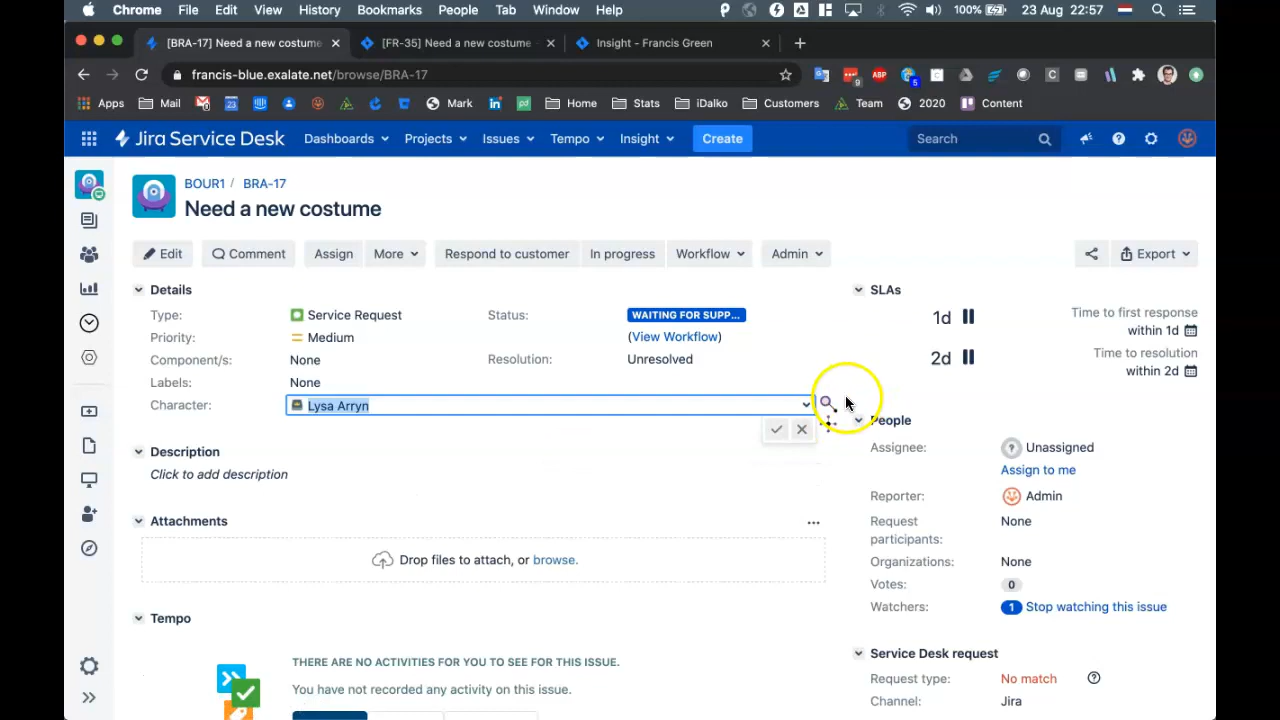 Chrome File Edit View History Bookmarks People Tab Window Help 100% 23 Aug 22:57
[BRA-17] Need a new costume [FR-35] Need a new costume Insight - Francis Green
francis-blue.exalate.net/browse/BRA-17
Apps Mail Mark Home Stats iDalko Customers Team 2020 Content
Jira Service Desk Dashboards Projects Issues Tempo Insight Create Search
BOUR1 / BRA-17
Need a new costume
Edit Comment Assign More Respond to customer In progress Workflow Admin Export
Details
Type: Service Request Status: WAITING FOR SUPP...
Priority: Medium (View Workflow)
Component/s: None Resolution: Unresolved
Labels: None
Character: Lysa Arryn
Description
Click to add description
Attachments
Drop files to attach, or browse.
Tempo
THERE ARE NO ACTIVITIES FOR YOU TO SEE FOR THIS ISSUE.
You have not recorded any activity on this issue.
SLAs
1d Time to first response
within 1d
2d Time to resolution
within 2d
People
Assignee: Unassigned
Assign to me
Reporter: Admin
Request participants: None
Organizations: None
Votes: 0
Watchers: 1 Stop watching this issue
Service Desk request
Request type: No match
Channel: Jira